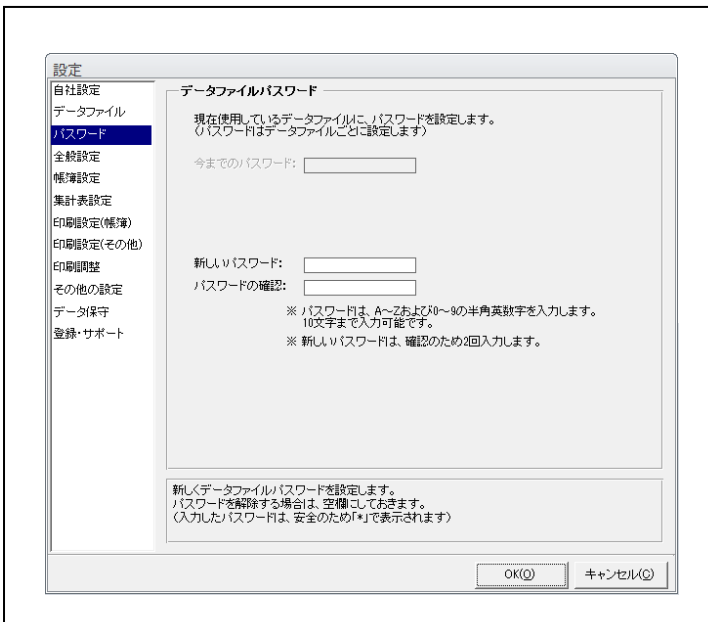 設定
自社設定
データファイル
パスワード
全般設定
帳簿設定
集計表設定
印刷設定(帳簿)
印刷設定(その他)
印刷調整
その他の設定
データ保守
登録・サポート
データファイルパスワード
現在使用しているデータファイルに、パスワードを設定します。
(パスワードはデータファイルごとに設定します)
今までのパスワード:
新しいパスワード:
パスワードの確認:
※ パスワードは、A～Zおよび0～9の半角英数字を入力します。
10文字まで入力可能です。
※ 新しいパスワードは、確認のため2回入力します。
新しくデータファイルパスワードを設定します。
パスワードを解除する場合は、空欄にしておきます。
(入力したパスワードは、安全のため「*」で表示されます)
OK(O)
キャンセル(C)